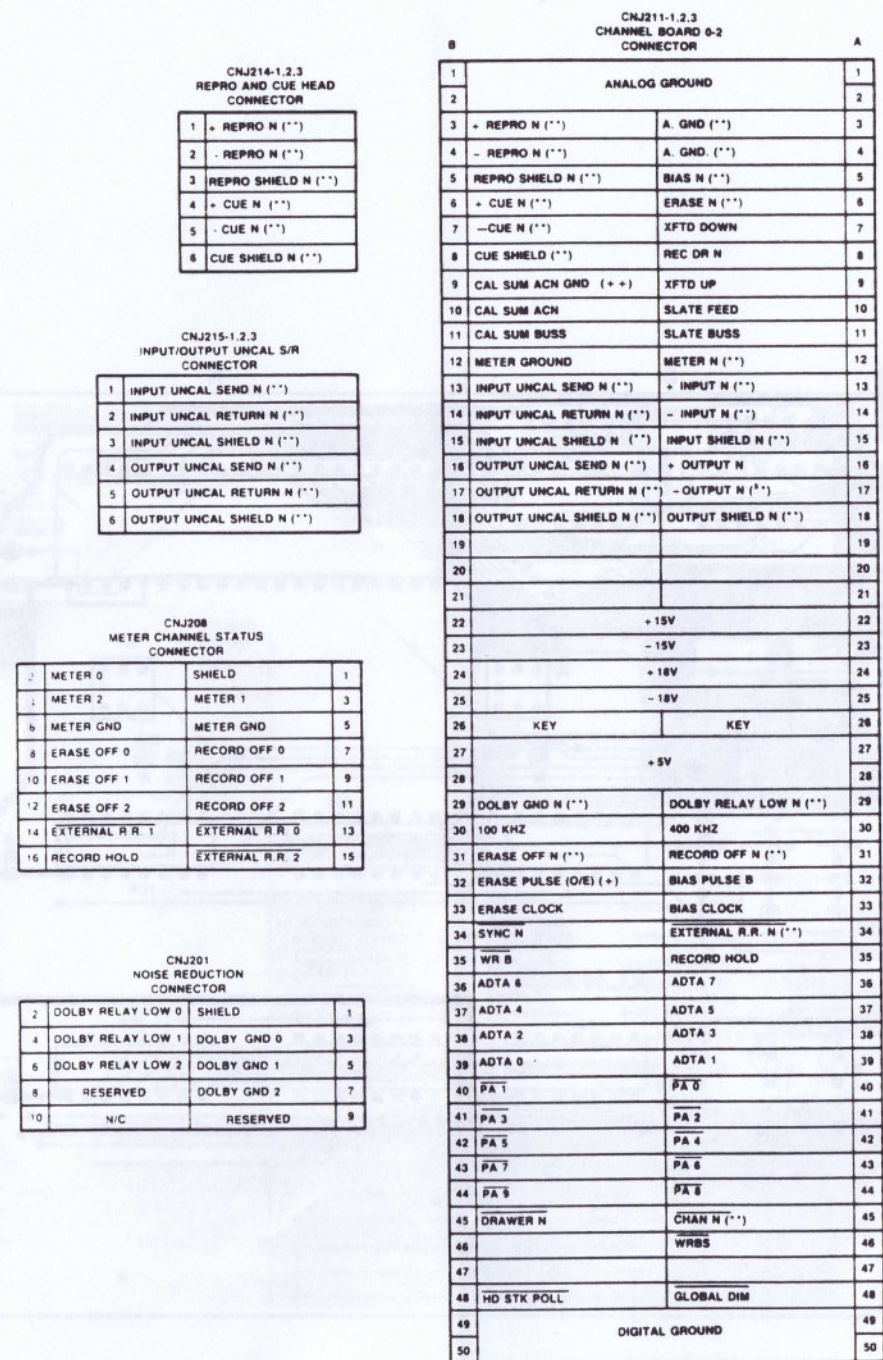 CNJ214-1,2,3
REPRO AND CUE HEAD
CONNECTOR
1 + REPRO N (**)
2 - REPRO N (**)
3 REPRO SHIELD N (**)
4 + CUE N (**)
5 - CUE N (**)
6 CUE SHIELD N (**)
CNJ215-1,2,3
INPUT/OUTPUT UNCAL S/R
CONNECTOR
1 INPUT UNCAL SEND N (**)
2 INPUT UNCAL RETURN N (**)
3 INPUT UNCAL SHIELD N (**)
OUTPUT UNCAL SEND N (**)
5 OUTPUT UNCAL RETURN N (**)
6 OUTPUT UNCAL SHIELD N (**)
CNJ208
METER CHANNEL STATUS
CONNECTOR
METER 0 SHIELD 1
METER 2 METER 1 3
6 METER GND METER GND 5
8 ERASE OFF 0 RECORD OFF 0 7
10 ERASE OFF 1 RECORD OFF 1 9
12 ERASE OFF 2 RECORD OFF 2 11
14 EXTERNAL R.R. 1 EXTERNAL R.R. 0 13
16 RECORD HOLD EXTERNAL R.R. 2 15
CNJ201
NOISE REDUCTION
CONNECTOR
2 DOLBY RELAY LOW 0 SHIELD 1
4 DOLBY RELAY LOW 1 DOLBY GND 0 3
6 DOLBY RELAY LOW 2 DOLBY GND 1 5
8 RESERVED DOLBY GND 2 7
10 N/C RESERVED 9
CNJ211-1,2,3
CHANNEL BOARD 0-2
B CONNECTOR A
1 ANALOG GROUND 1
2 2
3 + REPRO N (**) A. GND (**) 3
4 - REPRO N (**) A. GND. (**) 4
5 REPRO SHIELD N (**) BIAS N (**) 5
6 + CUE N (**) ERASE N (**) 6
7 —CUE N (**) XFTD DOWN 7
8 CUE SHIELD (**) REC DR N 8
9 CAL SUM ACN GND (++) XFTD UP 9
10 CAL SUM ACN SLATE FEED 10
11 CAL SUM BUSS SLATE BUSS 11
12 METER GROUND METER N (**) 12
13 INPUT UNCAL SEND N (**) + INPUT N (**) 13
14 INPUT UNCAL RETURN N (**) - INPUT N (**) 14
15 INPUT UNCAL SHIELD N (**) INPUT SHIELD N (**) 15
16 OUTPUT UNCAL SEND N (**) + OUTPUT N 16
17 OUTPUT UNCAL RETURN N (**) - OUTPUT N (**) 17
18 OUTPUT UNCAL SHIELD N (**) OUTPUT SHIELD N (**) 18
19 19
20 20
21 21
22 +15V 22
23 -15V 23
24 +18V 24
25 -18V 25
26 KEY KEY 26
27 +5V 27
28 28
29 DOLBY GND N (**) DOLBY RELAY LOW N (**) 29
30 100 KHZ 400 KHZ 30
31 ERASE OFF N (**) RECORD OFF N (**) 31
32 ERASE PULSE (O/E) (+) BIAS PULSE B 32
33 ERASE CLOCK BIAS CLOCK 33
34 SYNC N EXTERNAL R.R. N (**) 34
35 WR B RECORD HOLD 35
36 ADTA 6 ADTA 7 36
37 ADTA 4 ADTA 5 37
38 ADTA 2 ADTA 3 38
39 ADTA 0 ADTA 1 39
40 PA 1 PA 0 40
41 PA 3 PA 2 41
42 PA 5 PA 4 42
43 PA 7 PA 6 43
44 PA 9 PA 8 44
45 DRAWER N CHAN N (**) 45
46 WRBS 46
47 47
48 HD STK POLL GLOBAL DIM 48
49 DIGITAL GROUND 49
50 50